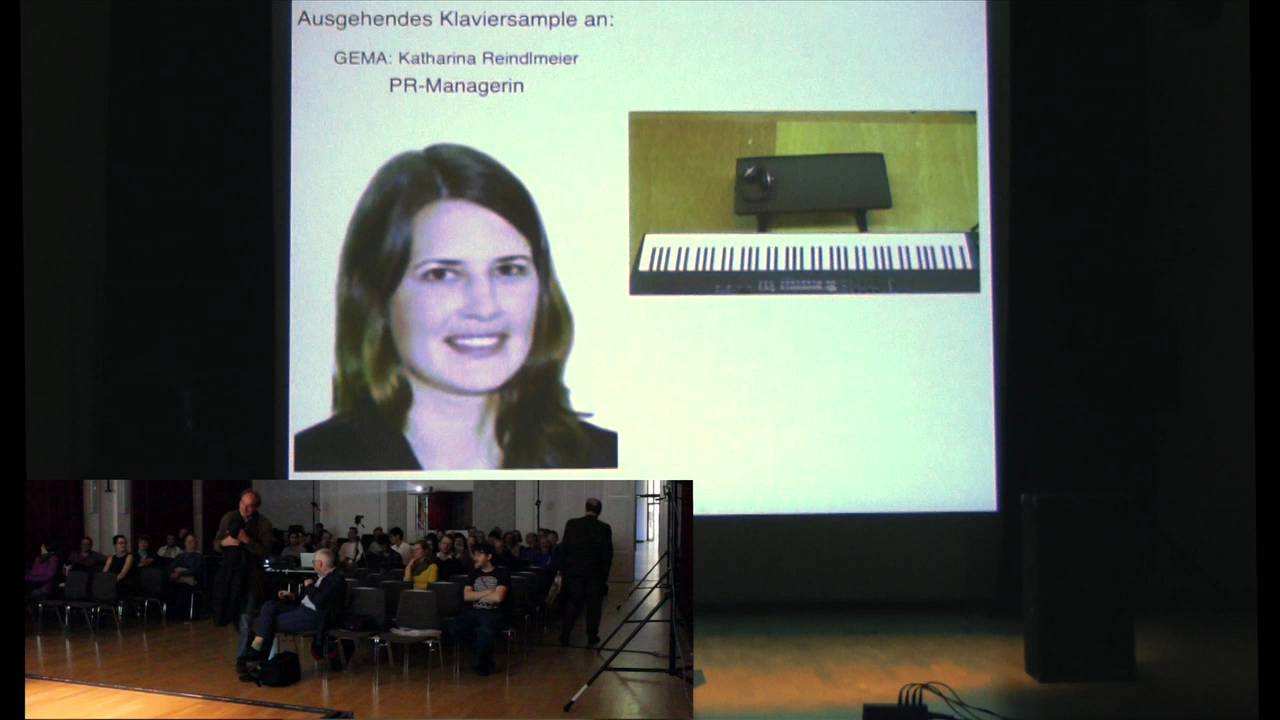 Ausgehendes Klaviersample an:
GEMA: Katharina Reindlmeier
PR-Managerin